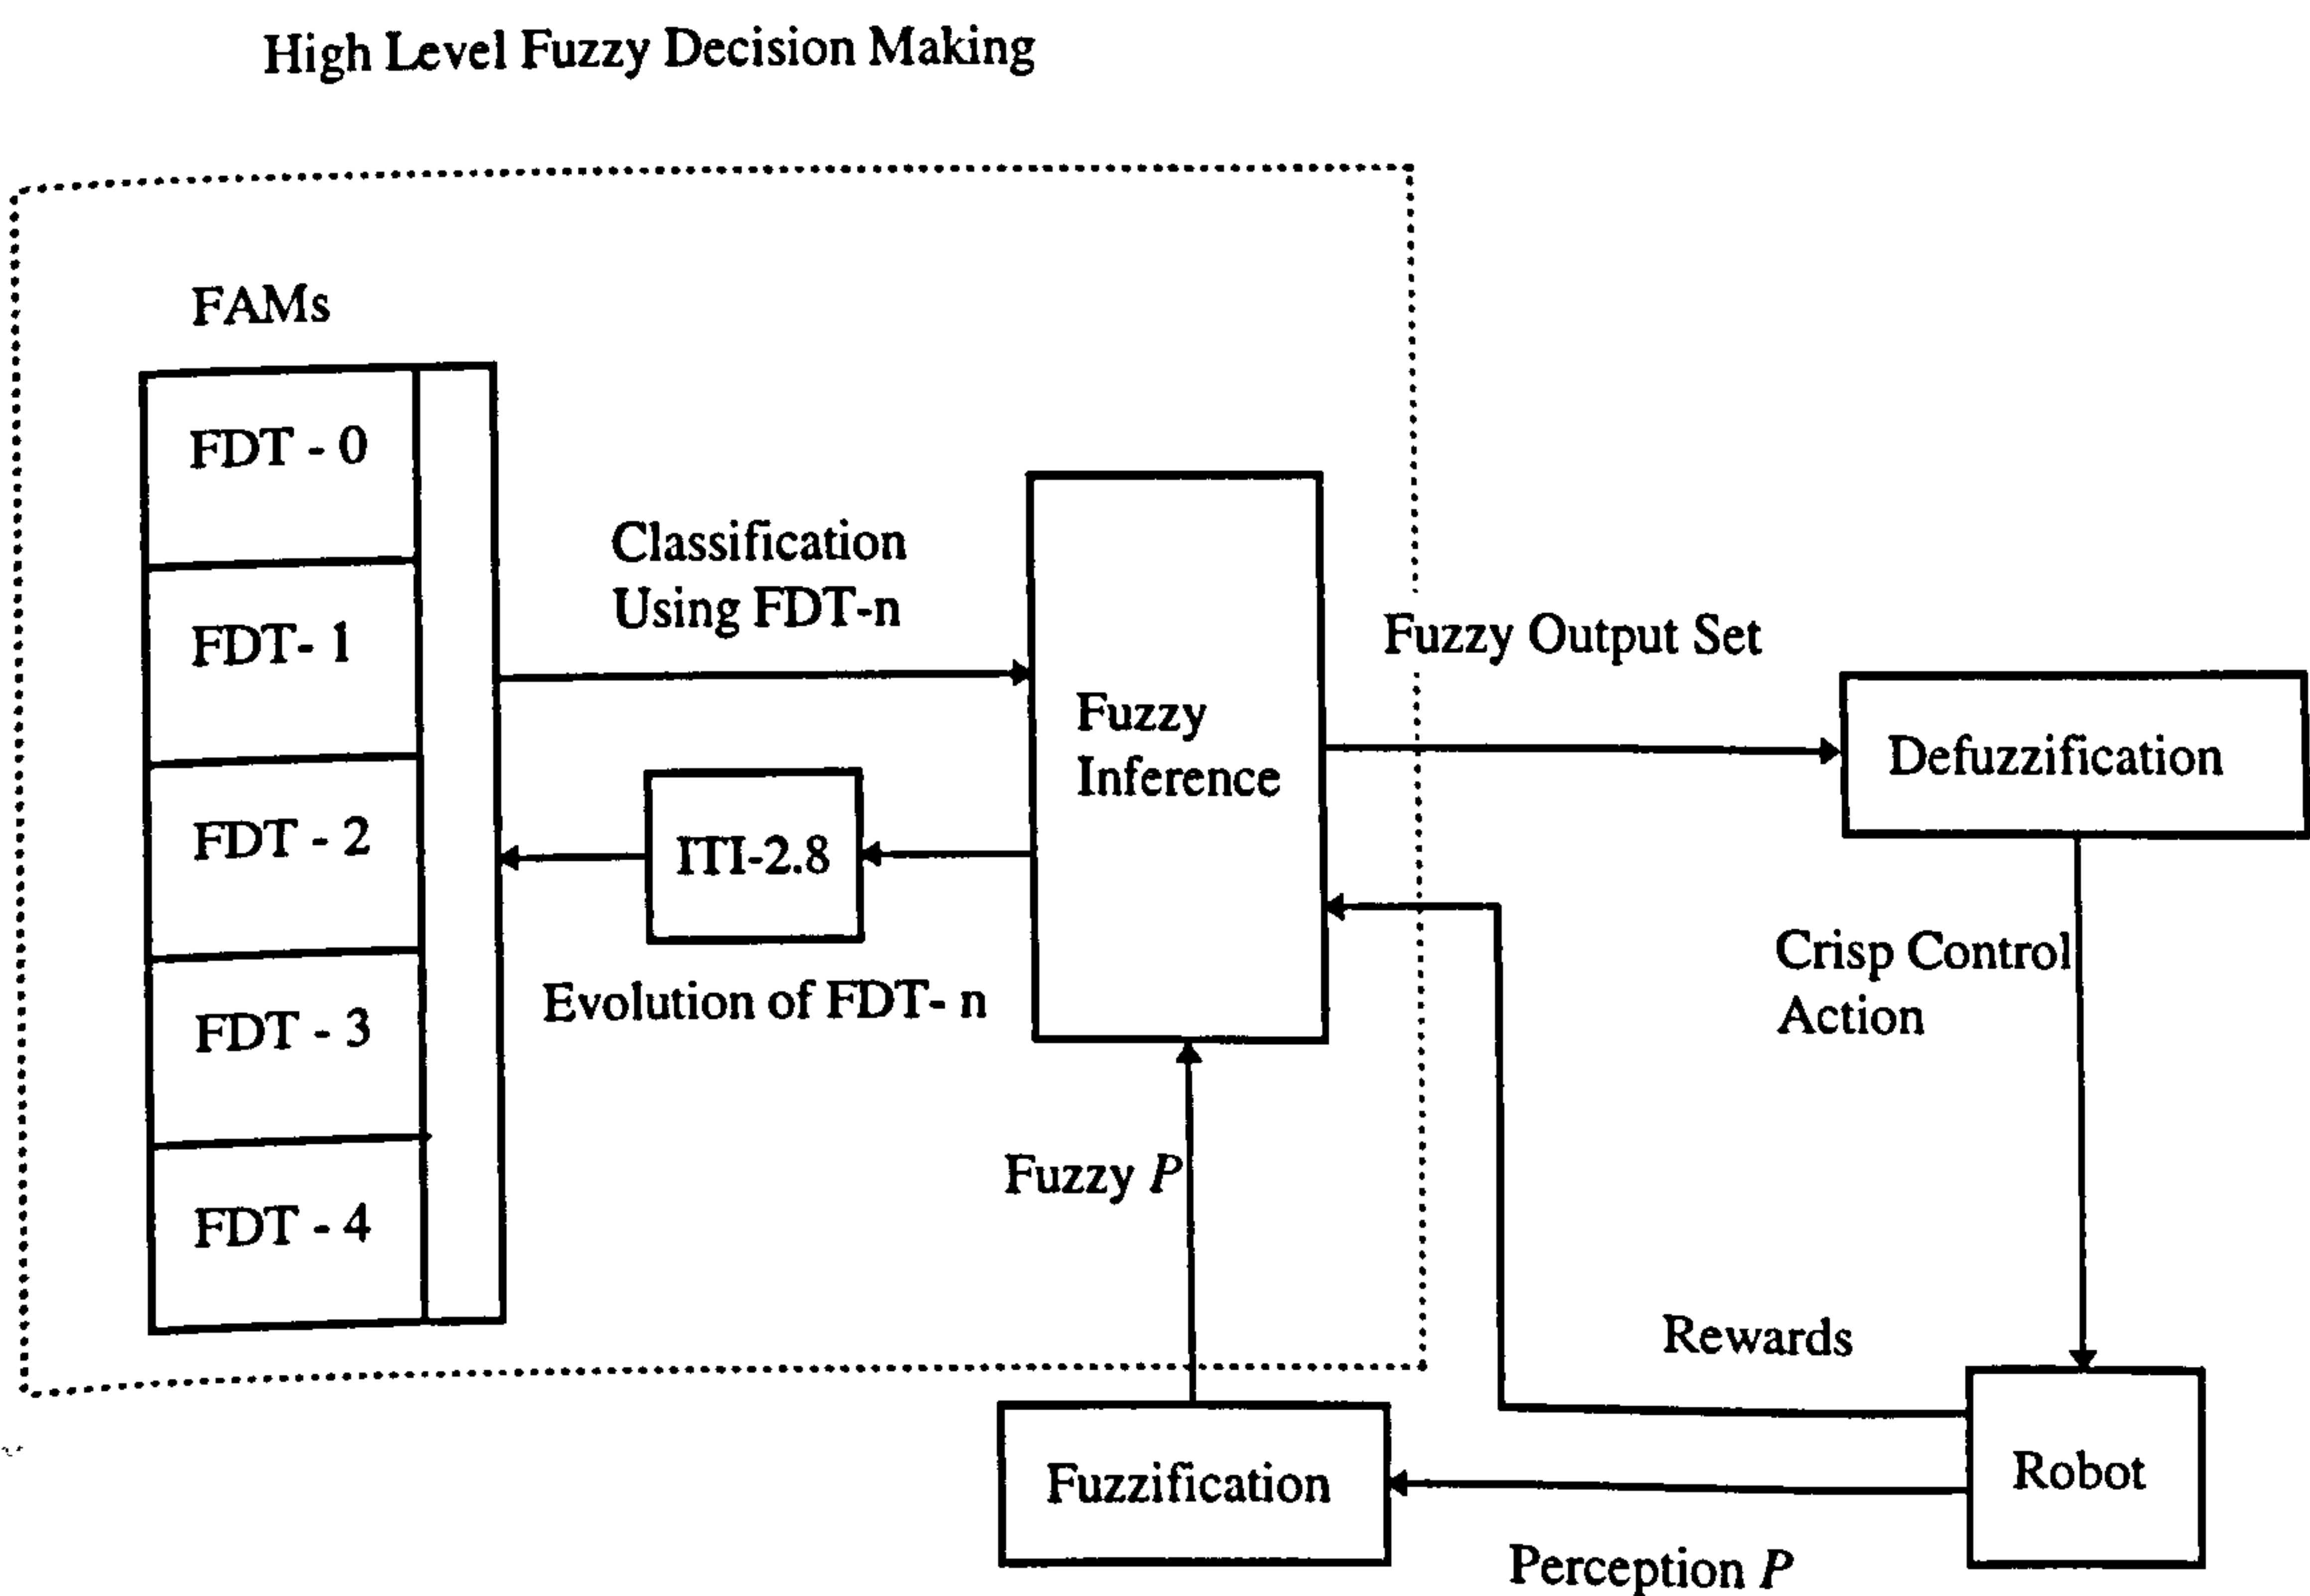 High Level Fuzzy Decision Making
FAMs
FDT - 0
FDT- 1
FDT - 2
FDT - 3
FDT - 4
Classification
Using FDT-n
ITI-2.8
Evolution of FDT- n
Fuzzy
Inference
Fuzzy Output Set
Defuzzification
Crisp Control
Action
Fuzzy P
Rewards
Robot
Fuzzification
Perception P